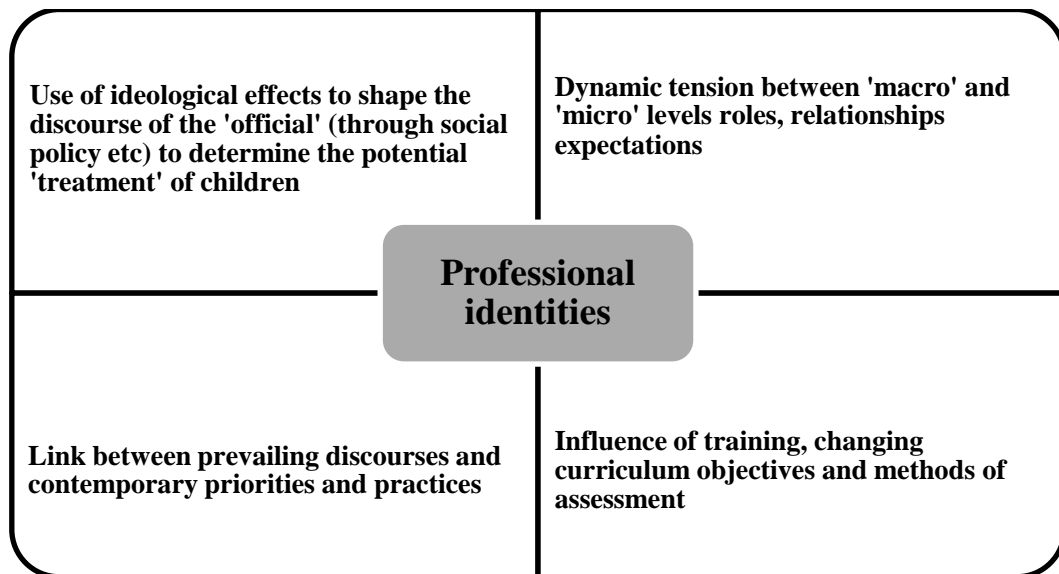 Use of ideological effects to shape the
discourse of the 'official' (through social
policy etc) to determine the potential
'treatment' of children
Dynamic tension between 'macro' and
'micro' levels roles, relationships
expectations
Professional
identities
Link between prevailing discourses and
contemporary priorities and practices
Influence of training, changing
curriculum objectives and methods of
assessment